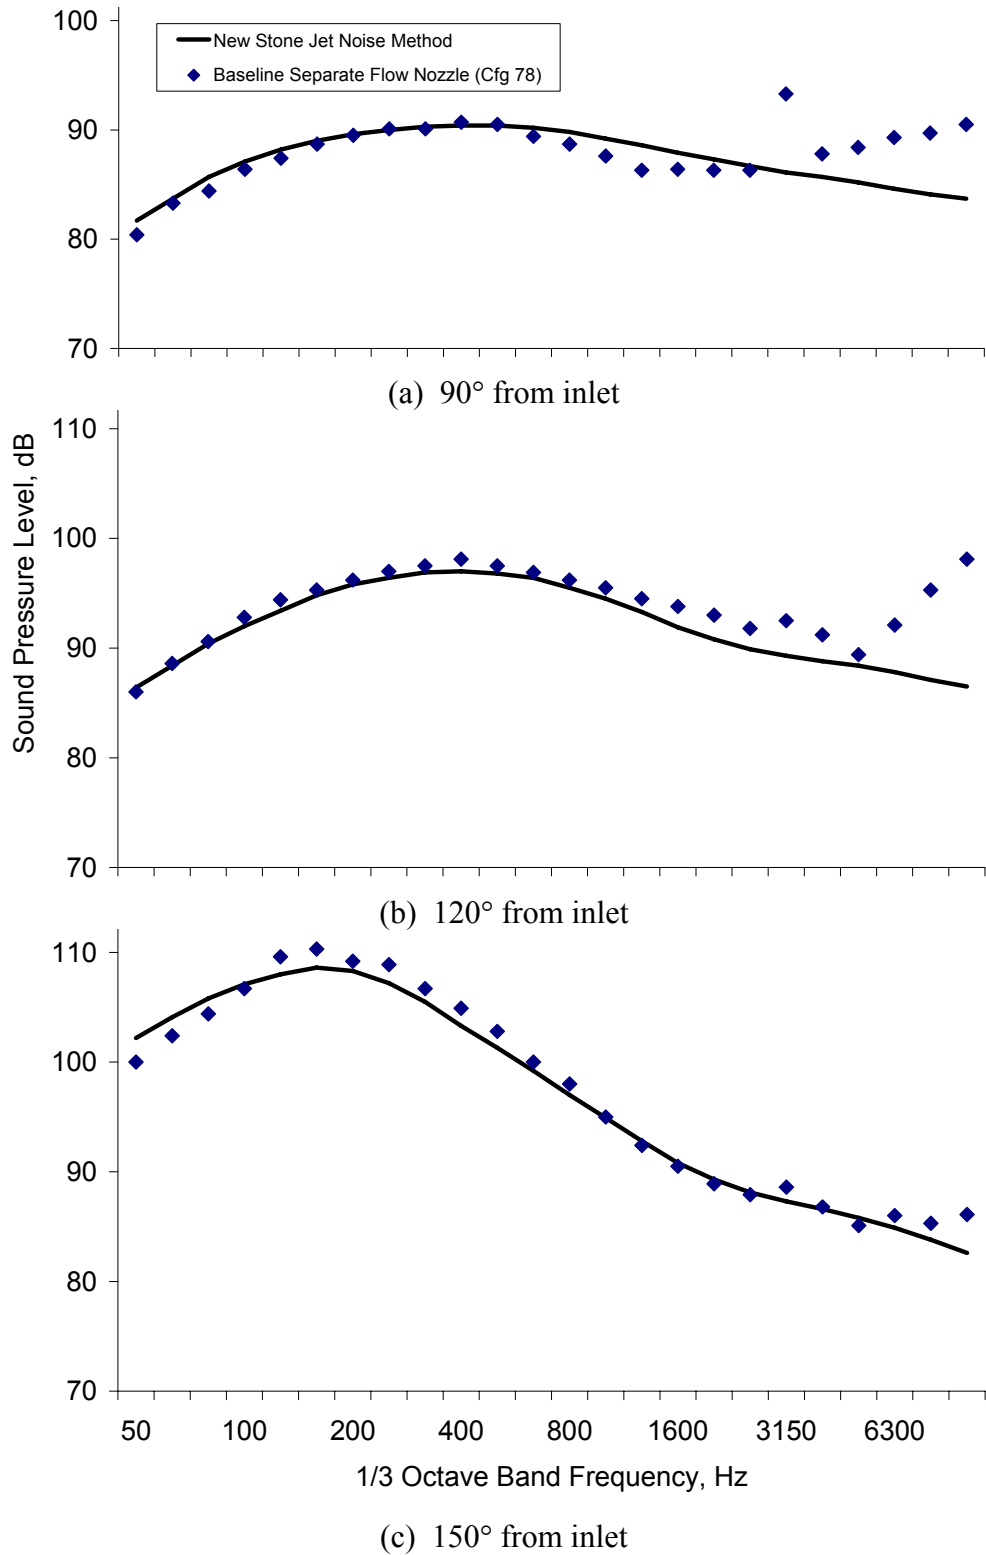 100
New Stone Jet Noise Method
Baseline Separate Flow Nozzle (Cfg 78)
90
80
70
(a) 90° from inlet
110
100
90
80
70
Sound Pressure Level, dB
(b) 120° from inlet
110
100
90
80
70
50 100 200 400 800 1600 3150 6300
1/3 Octave Band Frequency, Hz
(c) 150° from inlet